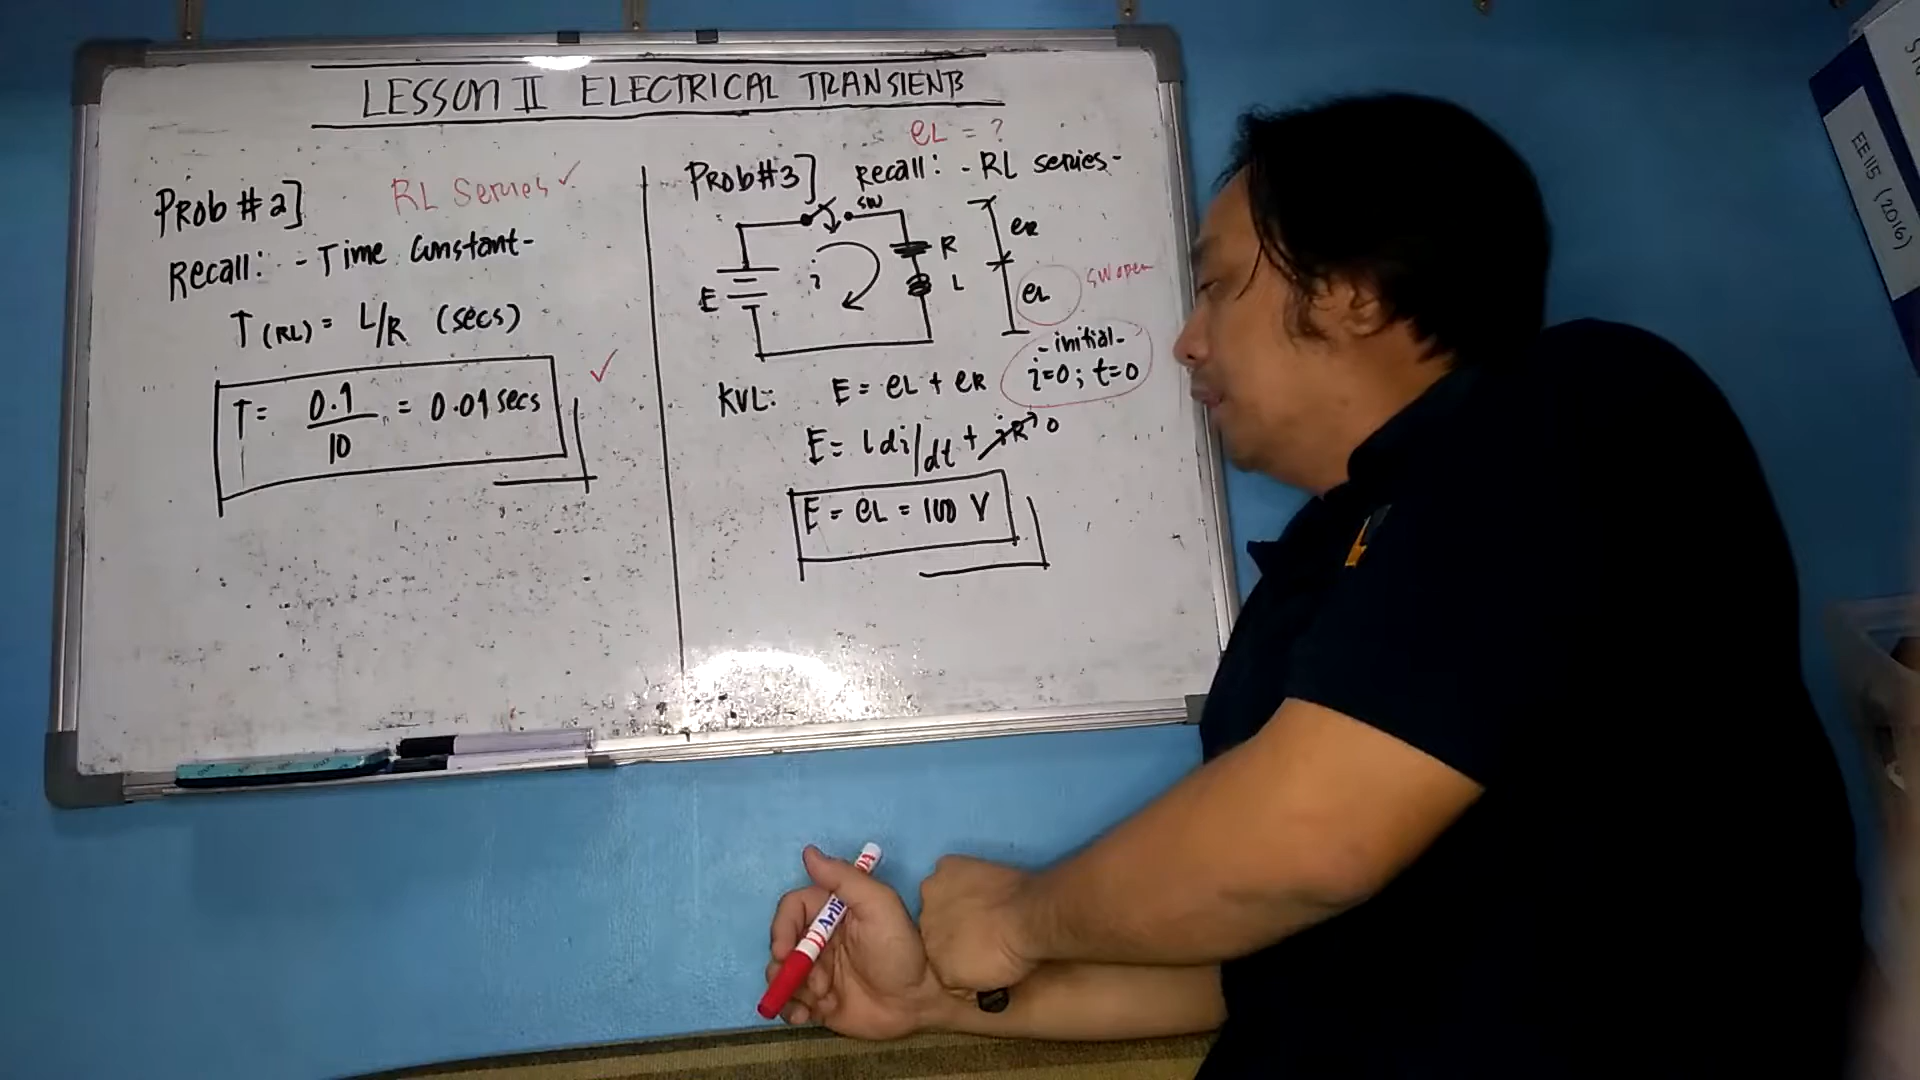 LESSON II ELECTRICAL TRANSIENTS
Prob #2]
RL Series ✓
Recall: - Time Constant-
T(RL) = L/R (secs)
T = 0.1/10 = 0.01 secs
✓
eL = ?
Prob #3] Recall: - RL series-
SW
R
L
E
i
eR
eL
SW open
-initial-
i=0; t=0
KVL: E = eL + eR
E = Ldi/dt + iR→0
E = eL = 100 V
EE 115 (2016)